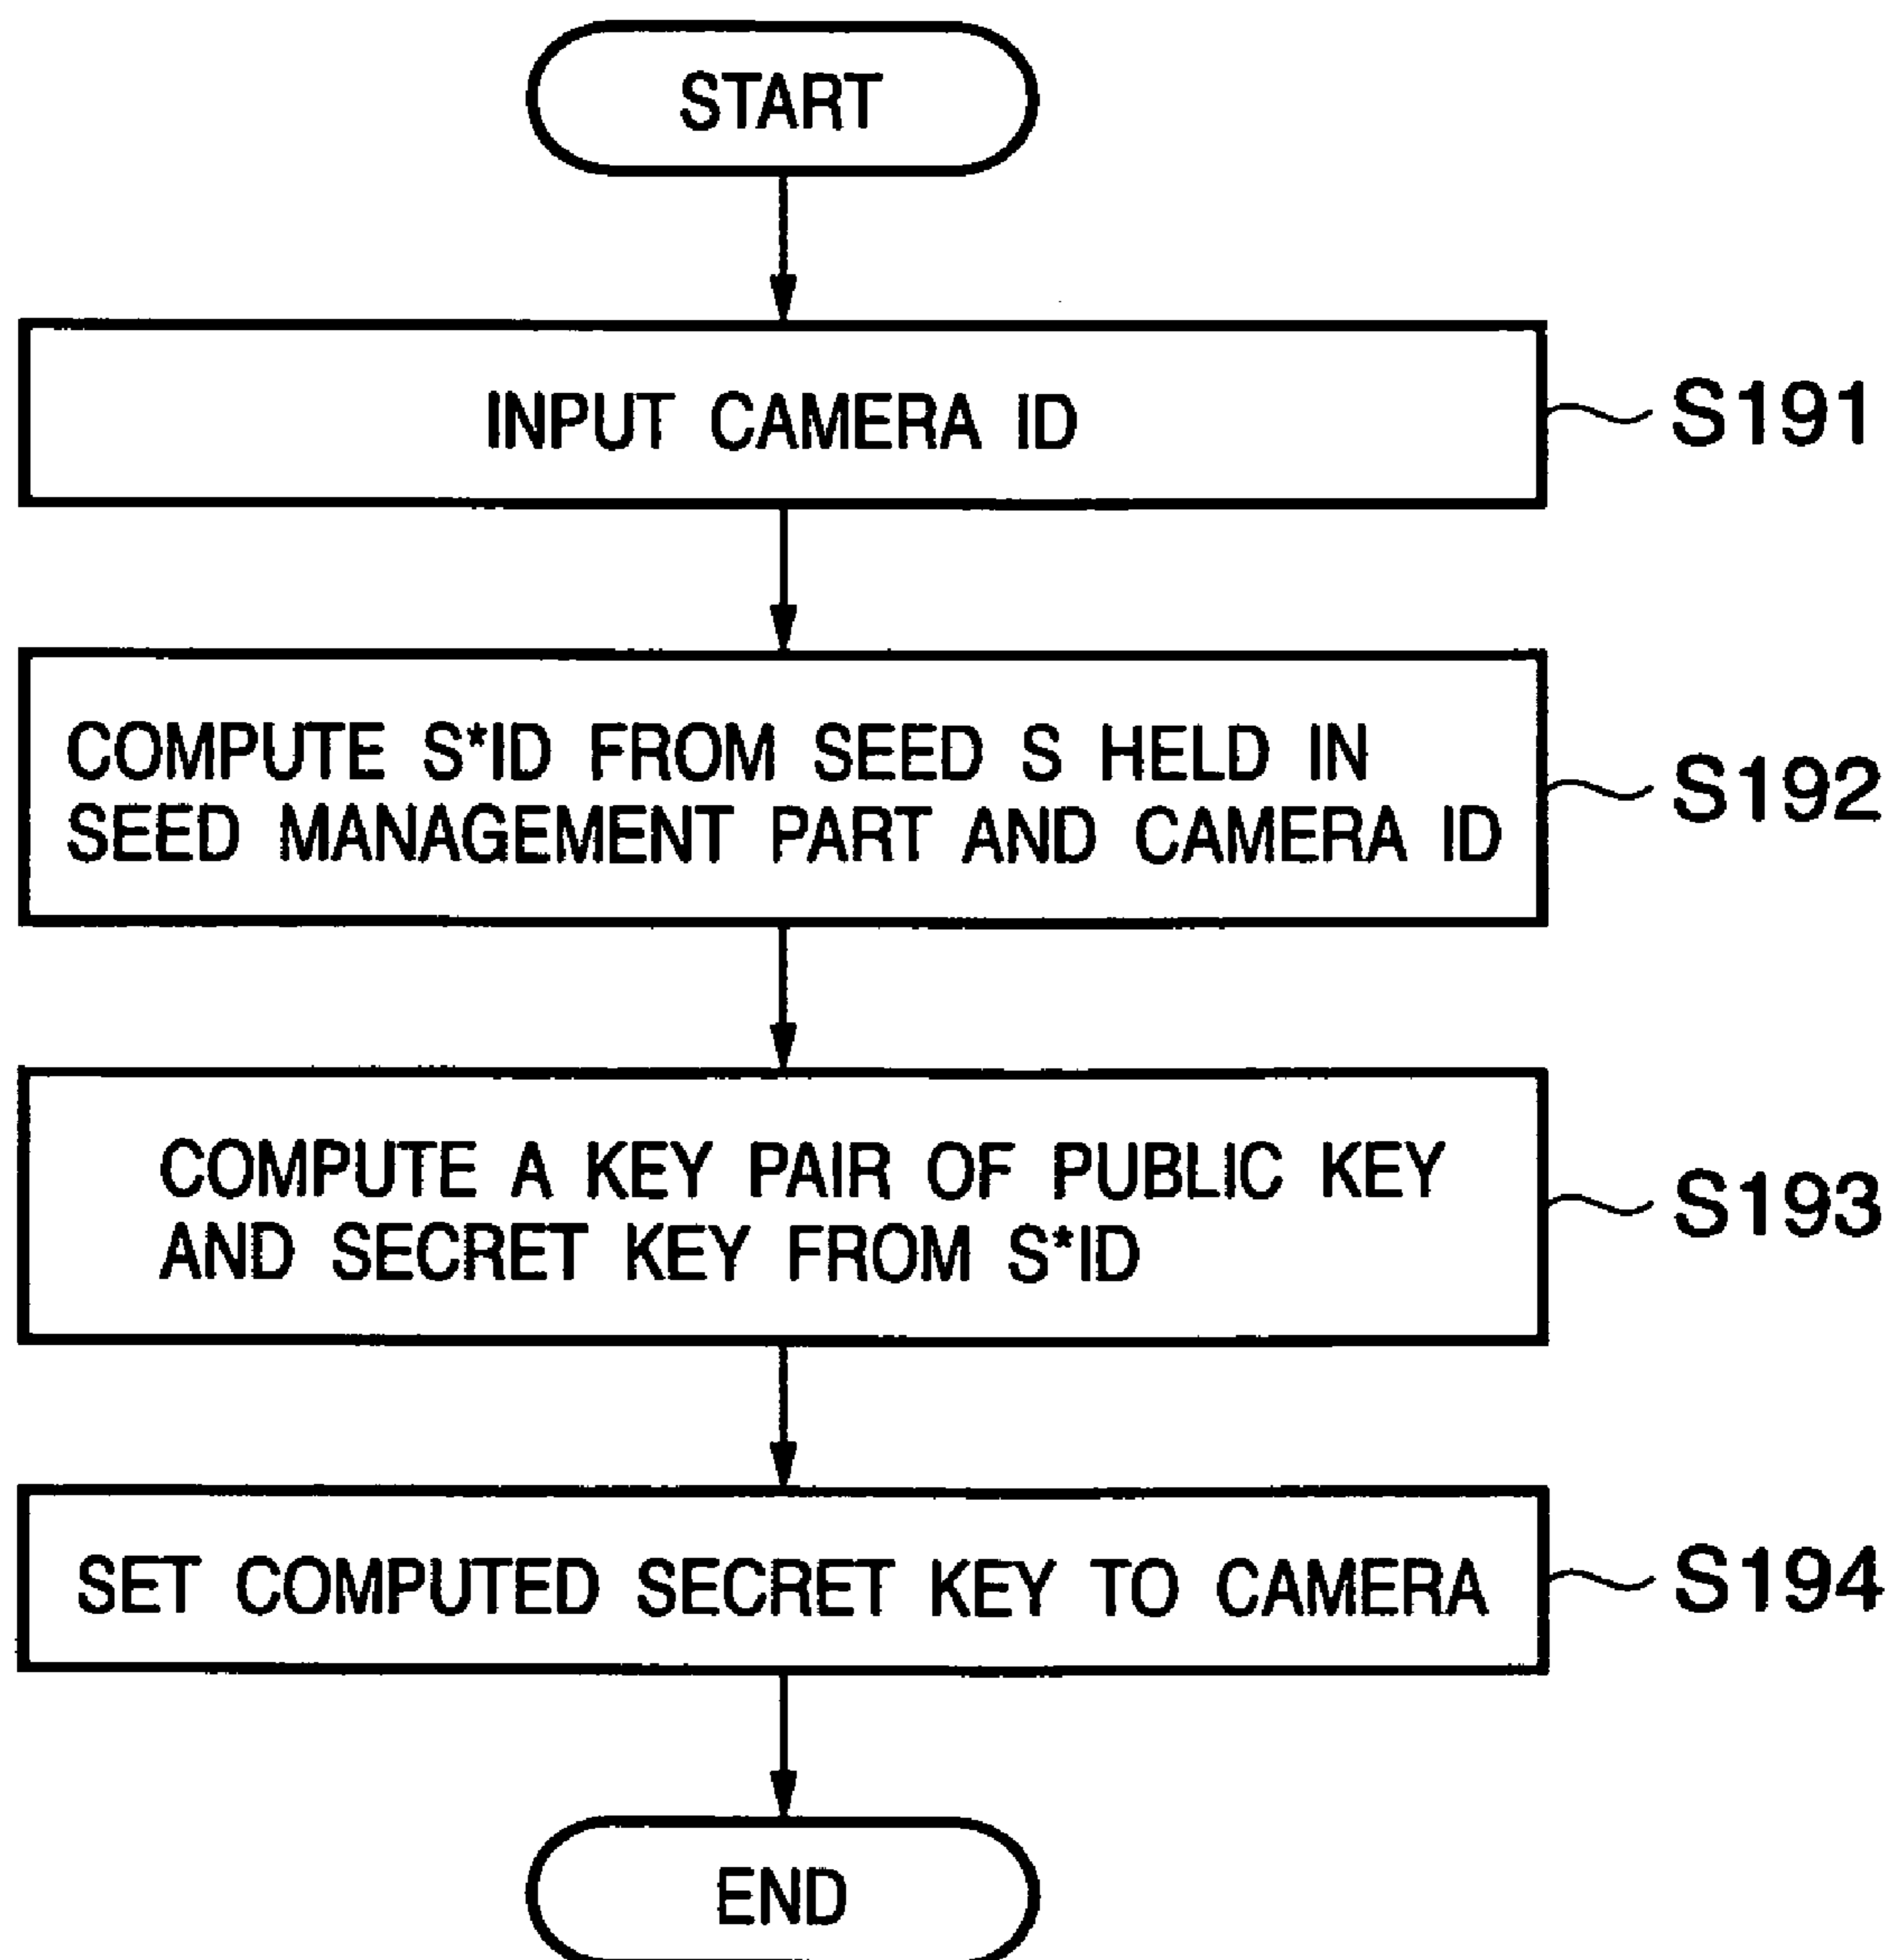 START
INPUT CAMERA ID
S191
COMPUTE S*ID FROM SEED S HELD IN
SEED MANAGEMENT PART AND CAMERA ID
S192
COMPUTE A KEY PAIR OF PUBLIC KEY
AND SECRET KEY FROM S*ID
S193
SET COMPUTED SECRET KEY TO CAMERA
S194
END